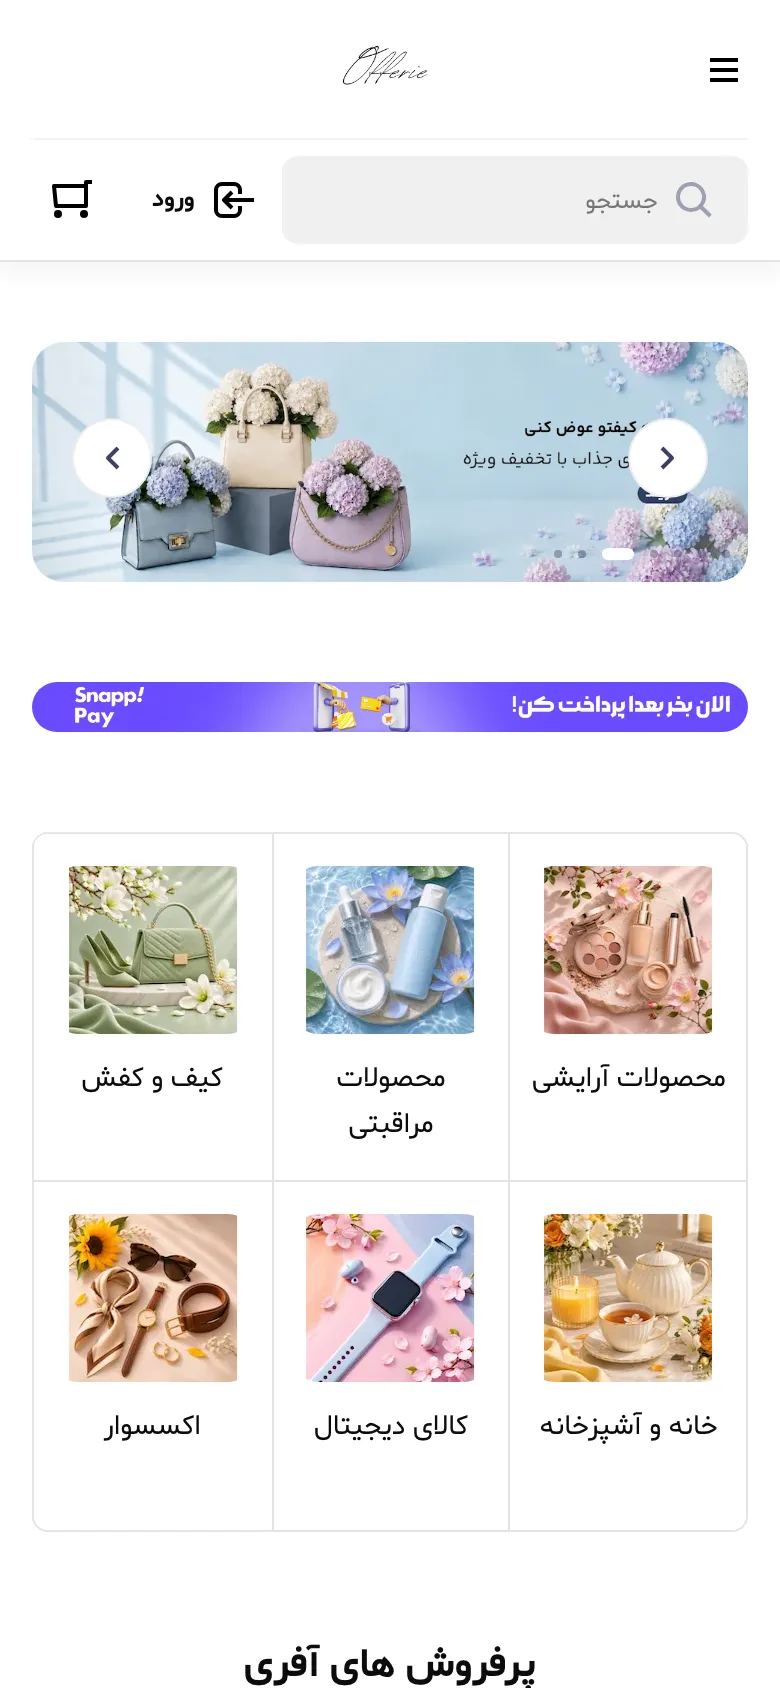 Offerie
جستجو
ورود
کیفتو عوض کنی
جذاب با تخفیف ویژه
الان بخر بعدا پرداخت کن!
Snapp!
Pay
محصولات آرایشی
محصولات
مراقبتی
کیف و کفش
خانه و آشپزخانه
کالای دیجیتال
اکسسوار
پرفروش های آفری